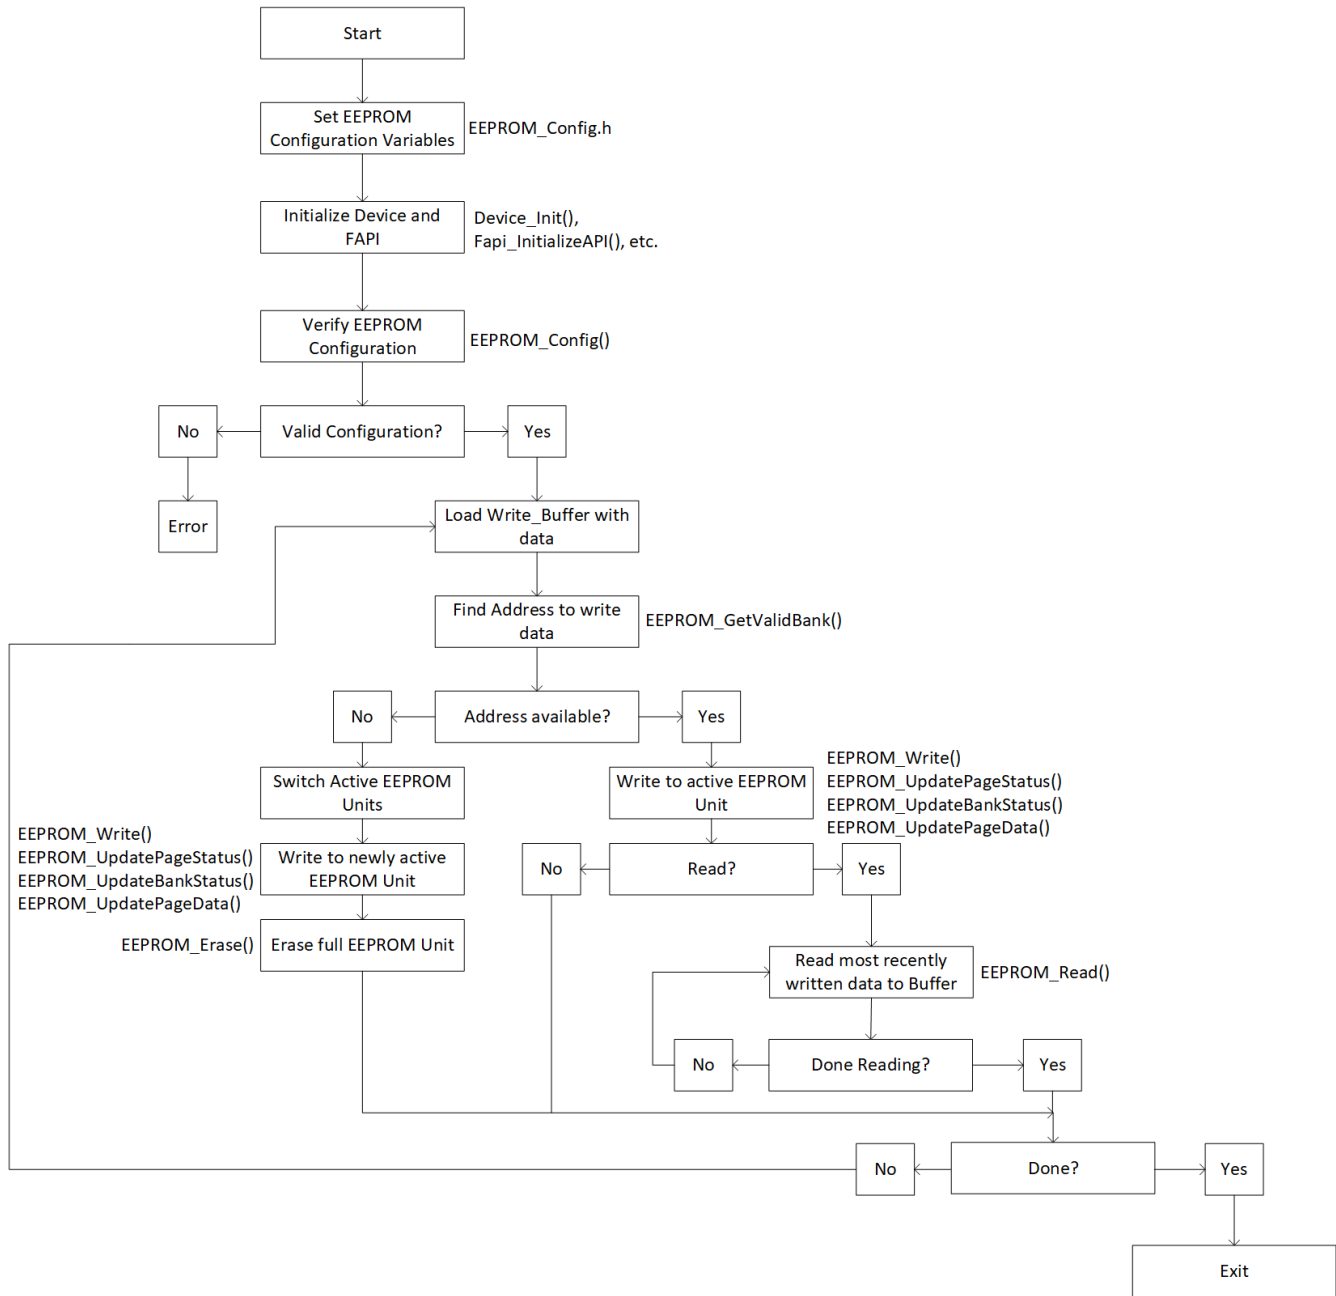 Start
Set EEPROM
Configuration Variables
EEPROM_Config.h
Initialize Device and
FAPI
Device_Init(),
Fapi_InitializeAPI(), etc.
Verify EEPROM
Configuration
EEPROM_Config()
No
Valid Configuration?
Yes
Error
Load Write_Buffer with
data
Find Address to write
data
EEPROM_GetValidBank()
No
Address available?
Yes
Switch Active EEPROM
Units
Write to active EEPROM
Unit
EEPROM_Write()
EEPROM_UpdatePageStatus()
EEPROM_UpdateBankStatus()
EEPROM_UpdatePageData()
EEPROM_Write()
EEPROM_UpdatePageStatus()
EEPROM_UpdateBankStatus()
EEPROM_UpdatePageData()
Write to newly active
EEPROM Unit
No
Read?
Yes
EEPROM_Erase()
Erase full EEPROM Unit
Read most recently
written data to Buffer
EEPROM_Read()
No
Done Reading?
Yes
No
Done?
Yes
Exit